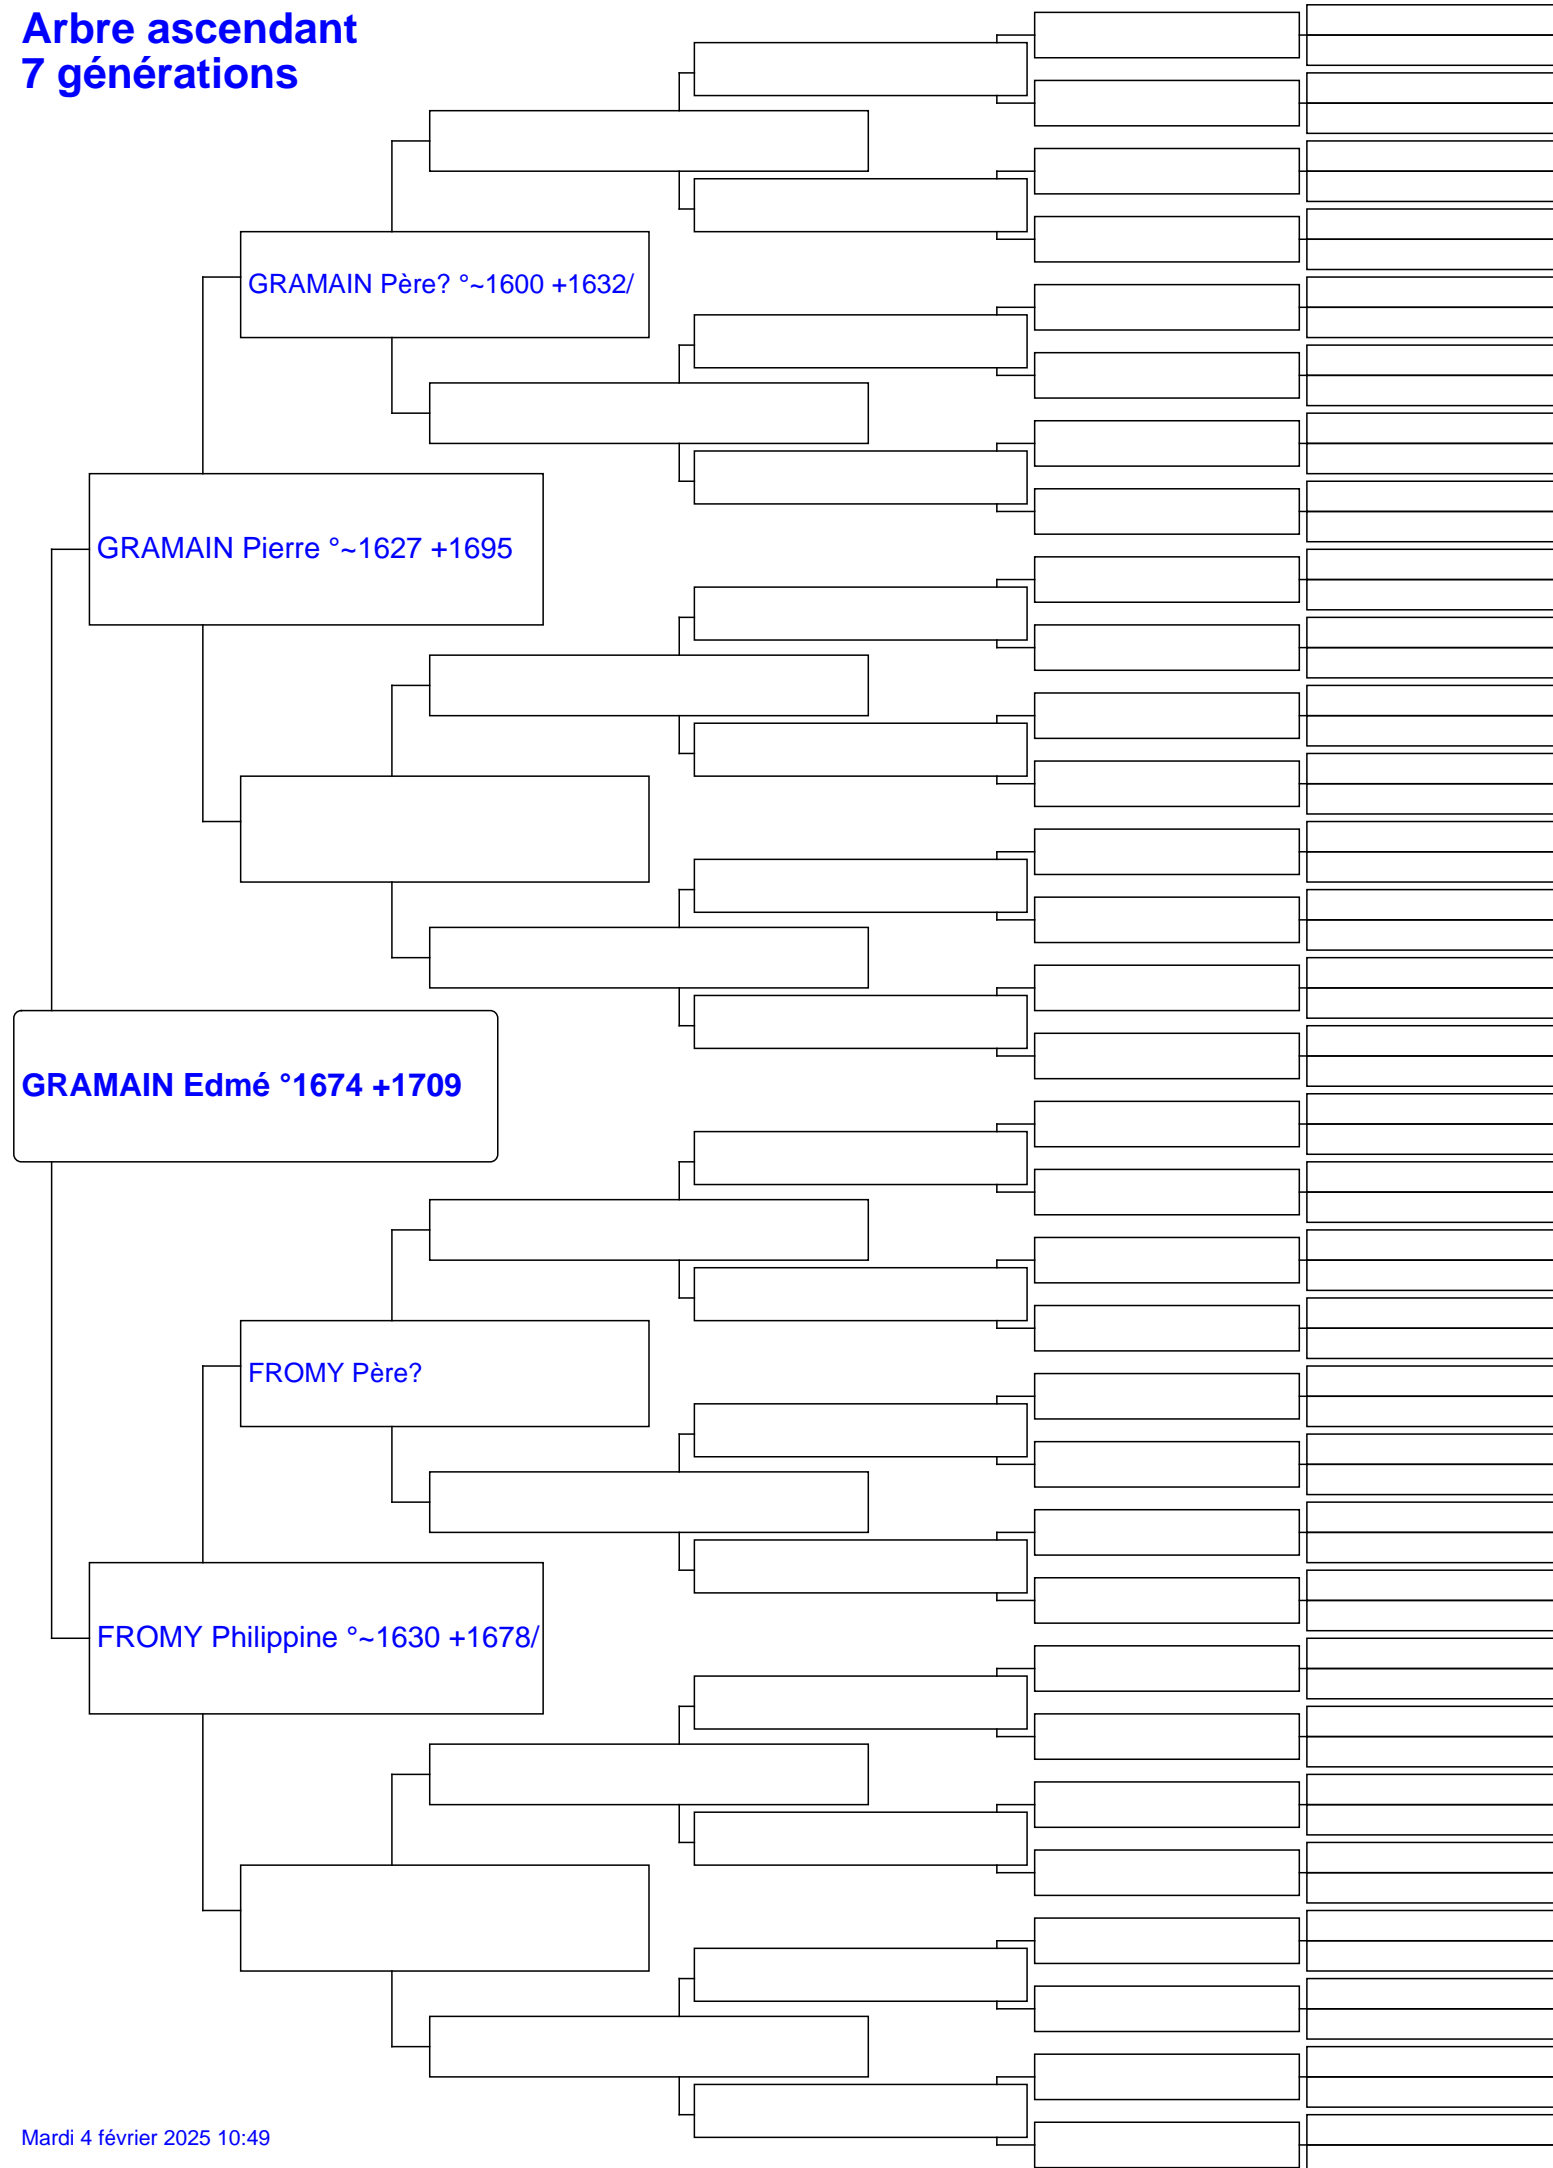 Arbre ascendant
7 générations
GRAMAIN Père? °~1600 +1632/
GRAMAIN Pierre °~1627 +1695
GRAMAIN Edmé °1674 +1709
FROMY Père?
FROMY Philippine °~1630 +1678/
Mardi 4 février 2025 10:49